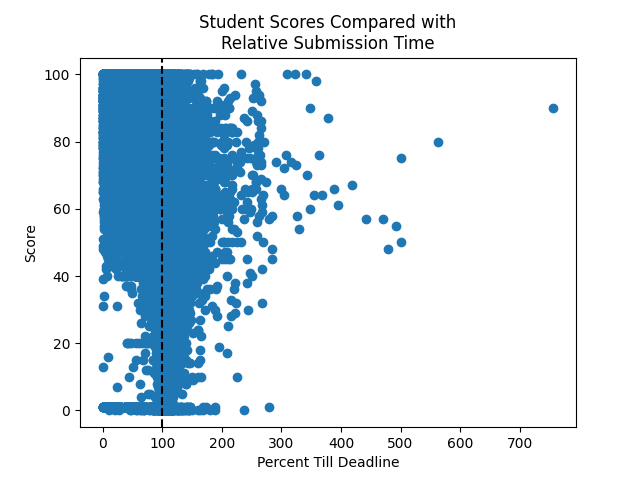 Student Scores Compared with
Relative Submission Time
Score
100
80
60
40
20
0
0 100 200 300 400 500 600 700
Percent Till Deadline